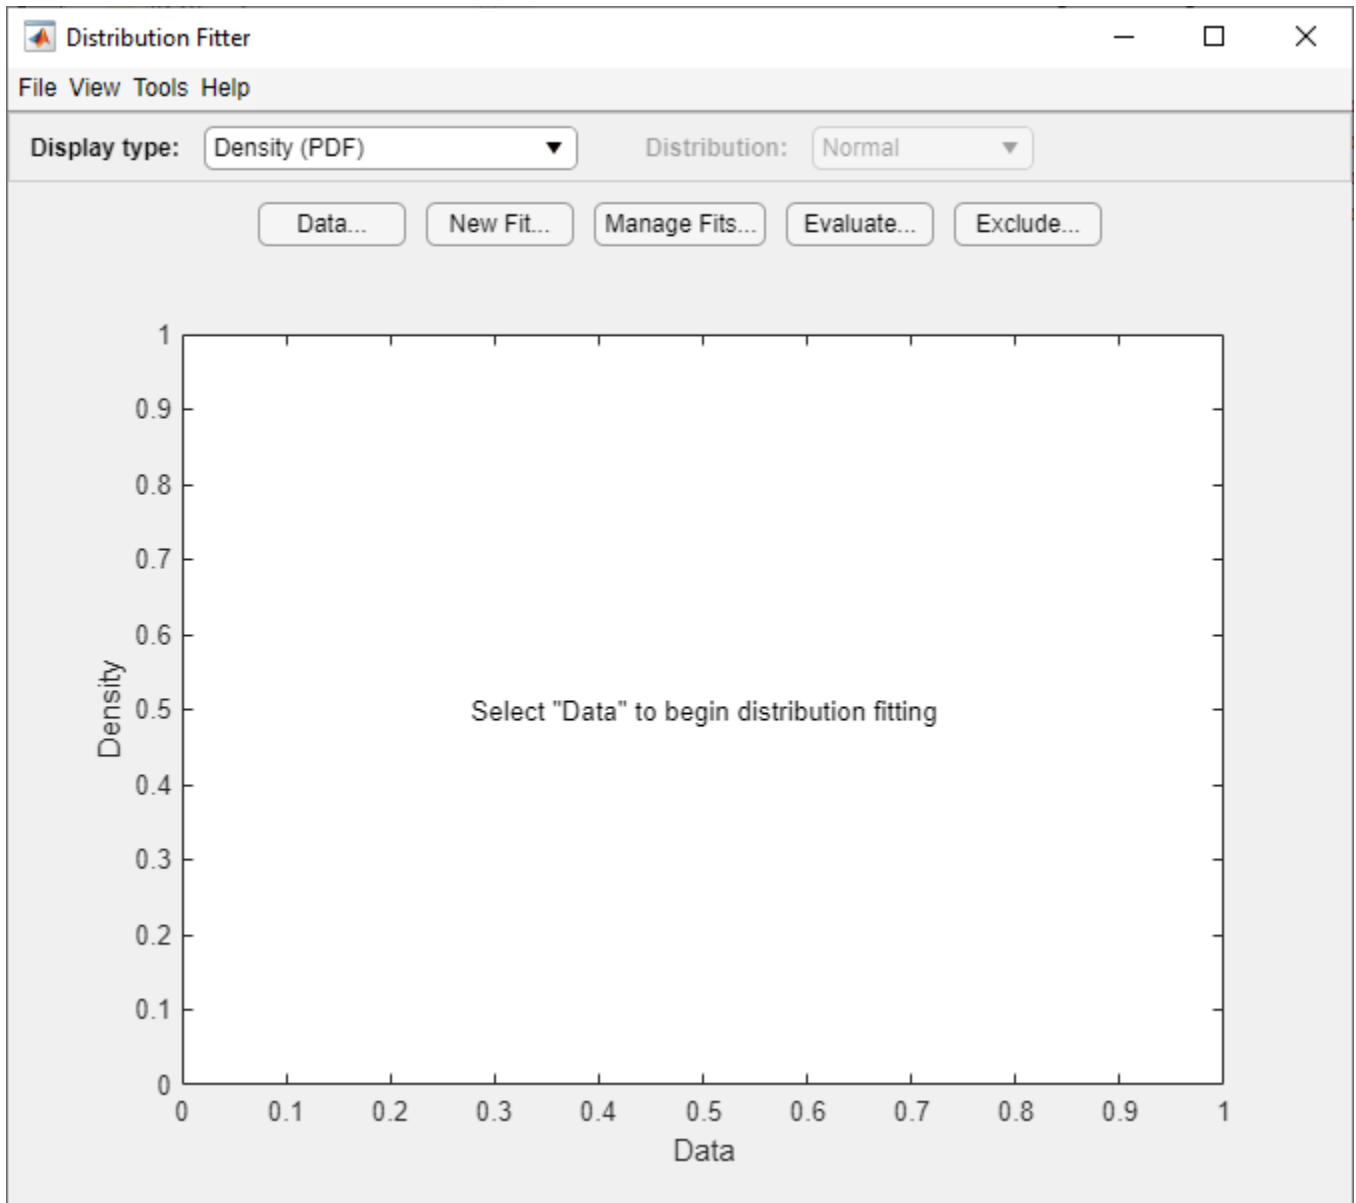 Distribution Fitter
File View Tools Help
Display type: Density (PDF) Distribution: Normal
Data... New Fit... Manage Fits... Evaluate... Exclude...
1
0.9
0.8
0.7
0.6
0.5
0.4
0.3
0.2
0.1
0
Density
Select "Data" to begin distribution fitting
0 0.1 0.2 0.3 0.4 0.5 0.6 0.7 0.8 0.9 1
Data